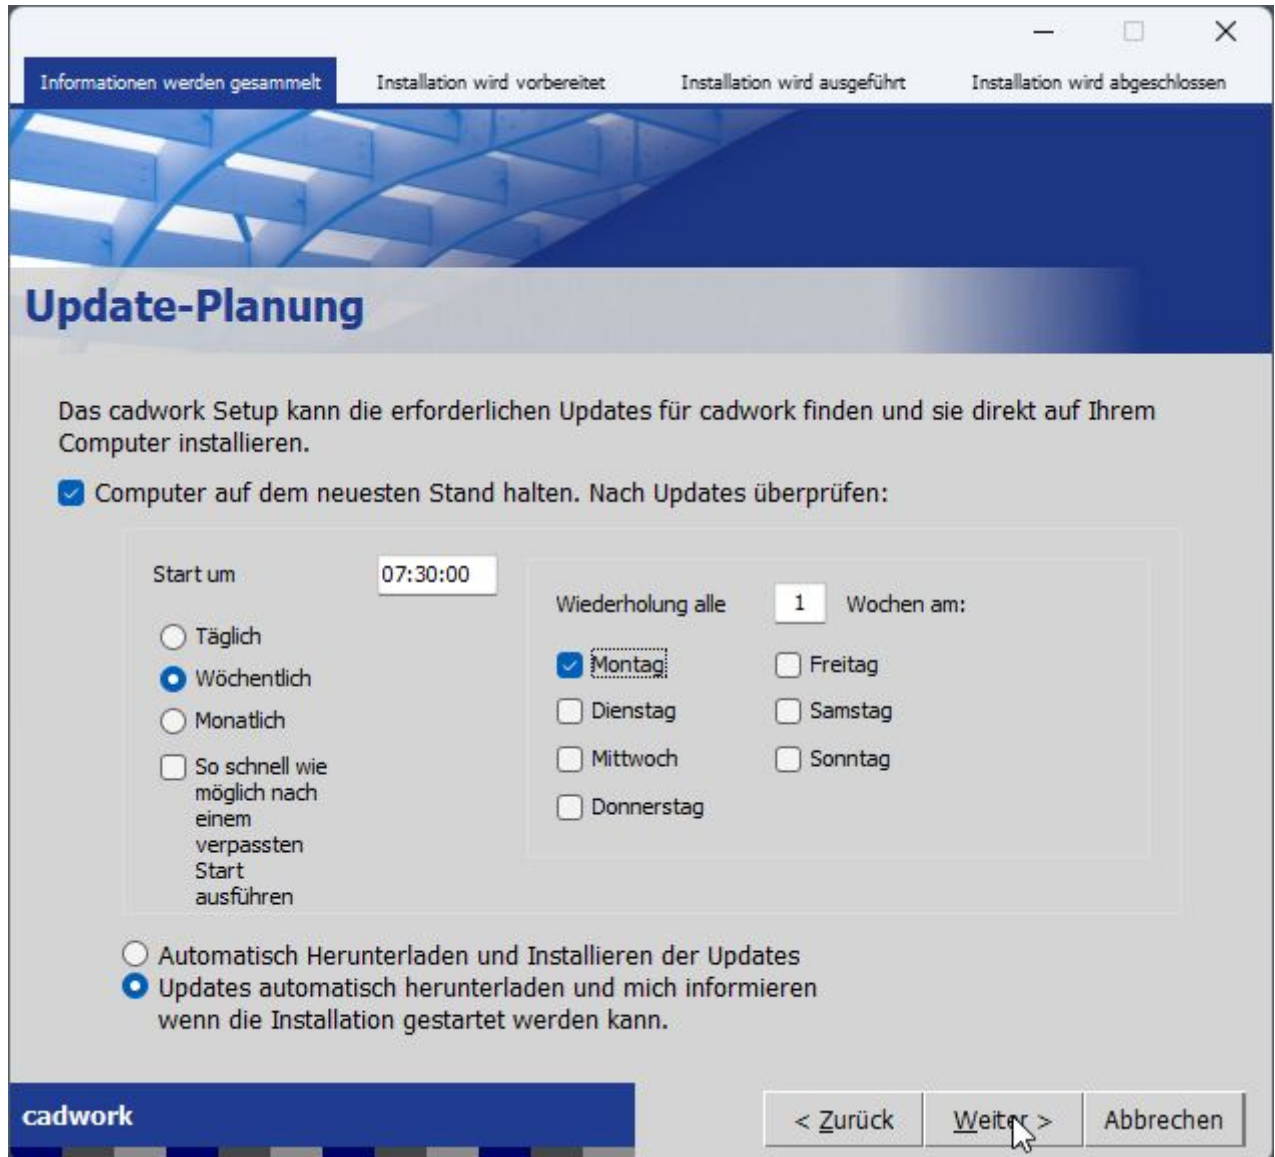 Informationen werden gesammelt
Installation wird vorbereitet
Installation wird ausgeführt
Installation wird abgeschlossen
Update-Planung
Das cadwork Setup kann die erforderlichen Updates für cadwork finden und sie direkt auf Ihrem
Computer installieren.
Computer auf dem neuesten Stand halten. Nach Updates überprüfen:
Start um
07:30:00
Täglich
Wöchentlich
Monatlich
So schnell wie
möglich nach
einem
verpassten
Start
ausführen
Wiederholung alle 1 Wochen am:
Montag
Dienstag
Mittwoch
Donnerstag
Freitag
Samstag
Sonntag
Automatisch Herunterladen und Installieren der Updates
Updates automatisch herunterladen und mich informieren
wenn die Installation gestartet werden kann.
cadwork
< Zurück
Weiter >
Abbrechen